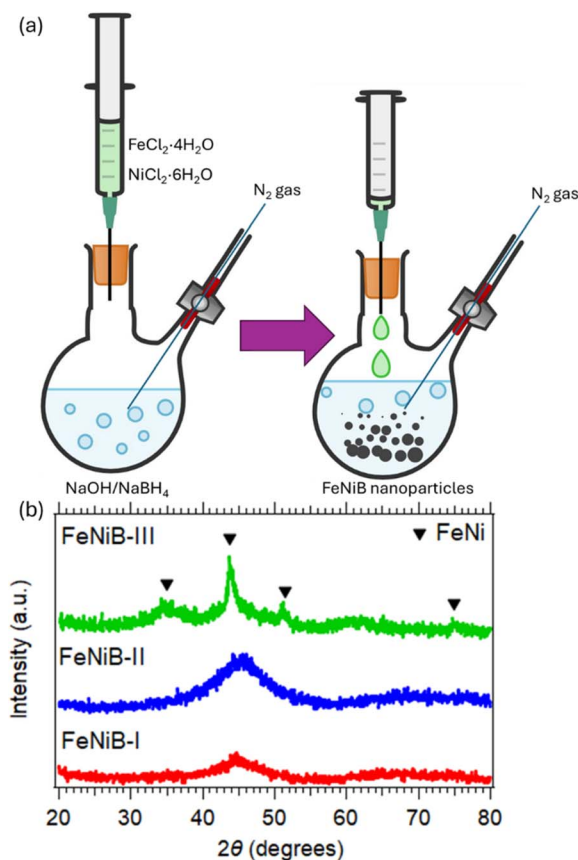 (a)
FeCl₂·4H₂O
NiCl₂·6H₂O
N₂ gas
N₂ gas
NaOH/NaBH₄
FeNiB nanoparticles
(b)
FeNiB-III
▼ FeNi
FeNiB-II
FeNiB-I
Intensity (a.u.)
20 30 40 50 60 70 80
2θ (degrees)